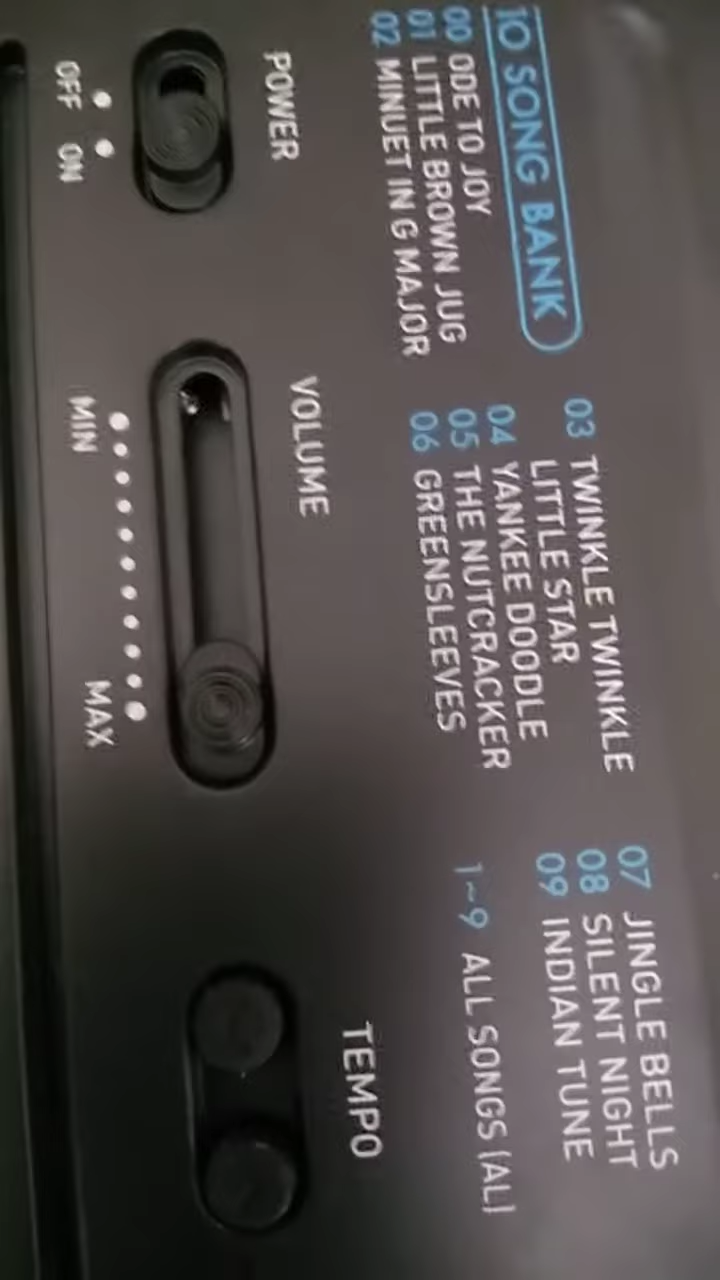 10 SONG BANK
00 ODE TO JOY
01 LITTLE BROWN JUG
02 MINUET IN G MAJOR
03 TWINKLE TWINKLE
LITTLE STAR
04 YANKEE DOODLE
05 THE NUTCRACKER
06 GREENSLEEVES
07 JINGLE BELLS
08 SILENT NIGHT
09 INDIAN TUNE
1~9 ALL SONGS (AL)
POWER
OFF ON
VOLUME
MIN MAX
TEMPO